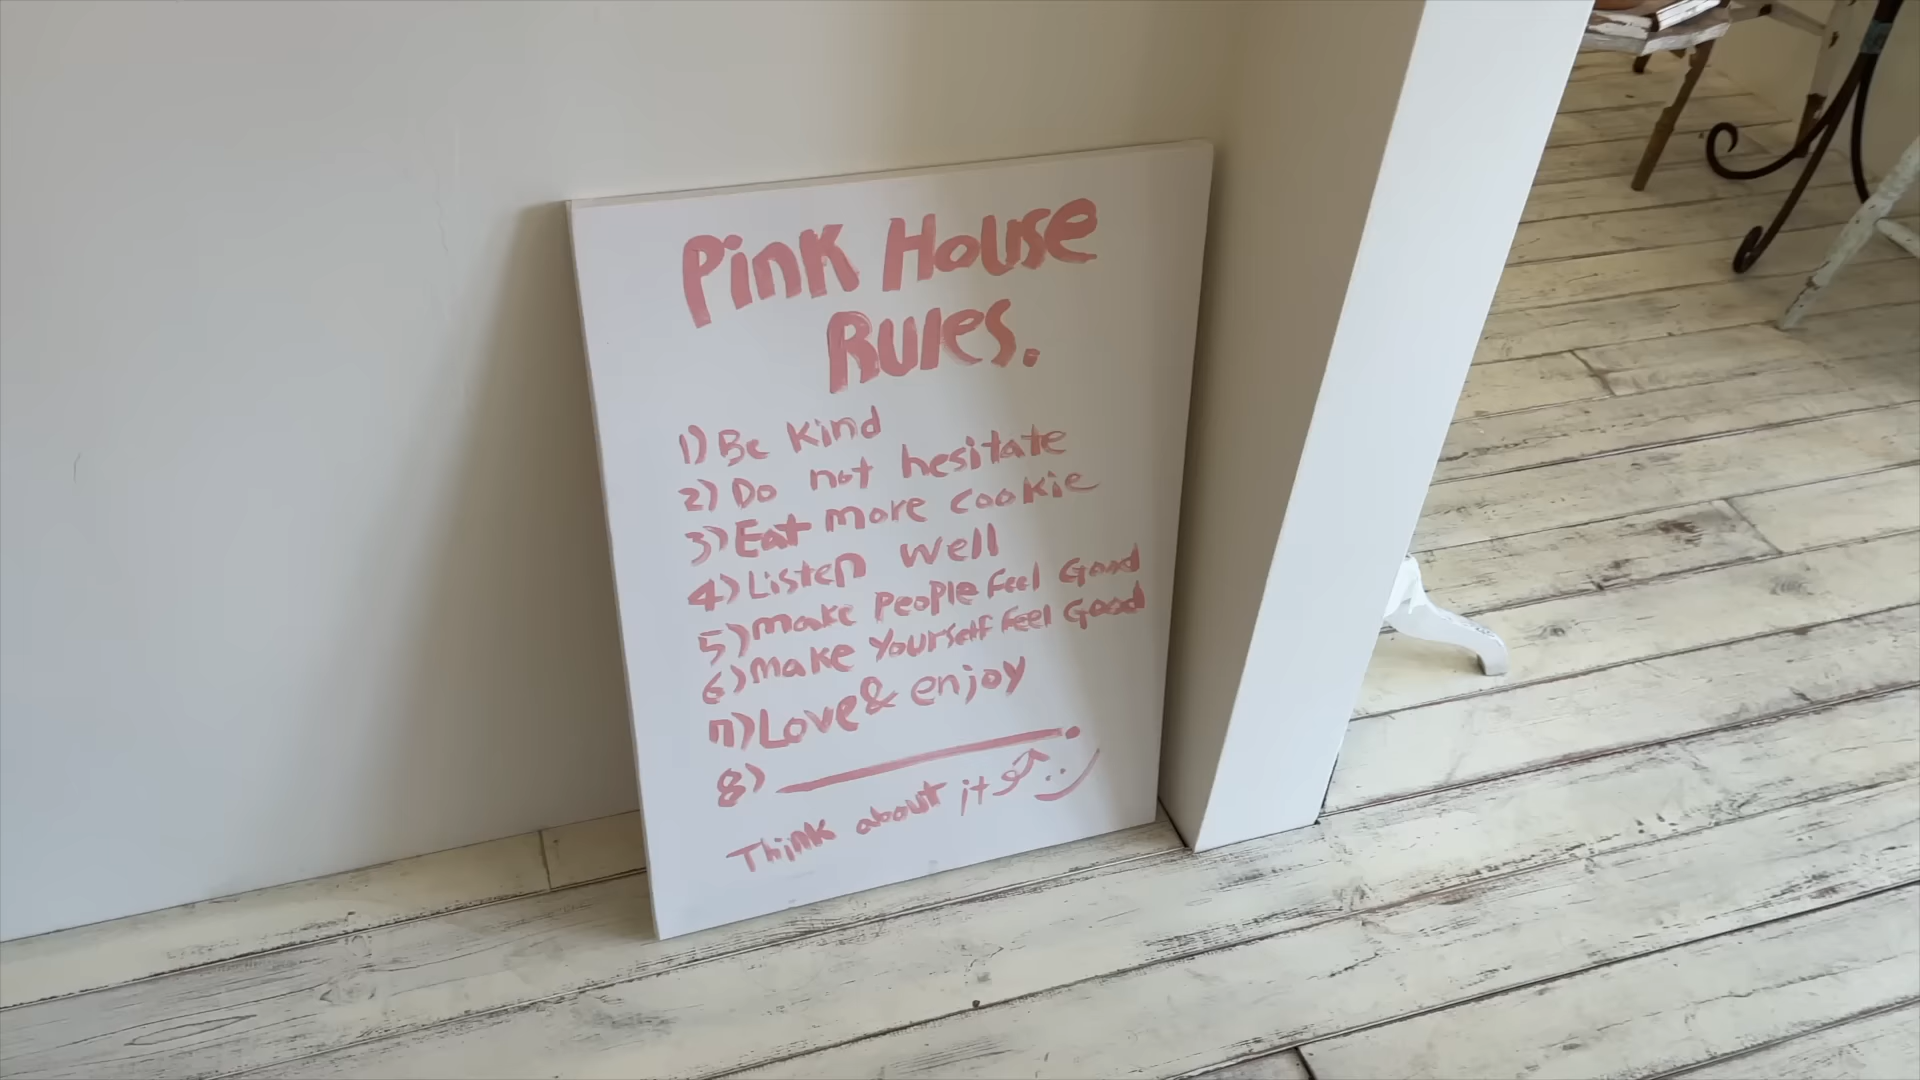 Pink House
Rules.
1) Be kind
2) Do not hesitate
3) Eat more cookie
4) Listen well
5) make people feel Good
6) make yourself feel Good
7) Love & enjoy
8) ________.
Think about it